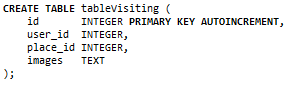 CREATE TABLE tableVisiting (
    id       INTEGER PRIMARY KEY AUTOINCREMENT,
    user_id  INTEGER,
    place_id INTEGER,
    images   TEXT
);